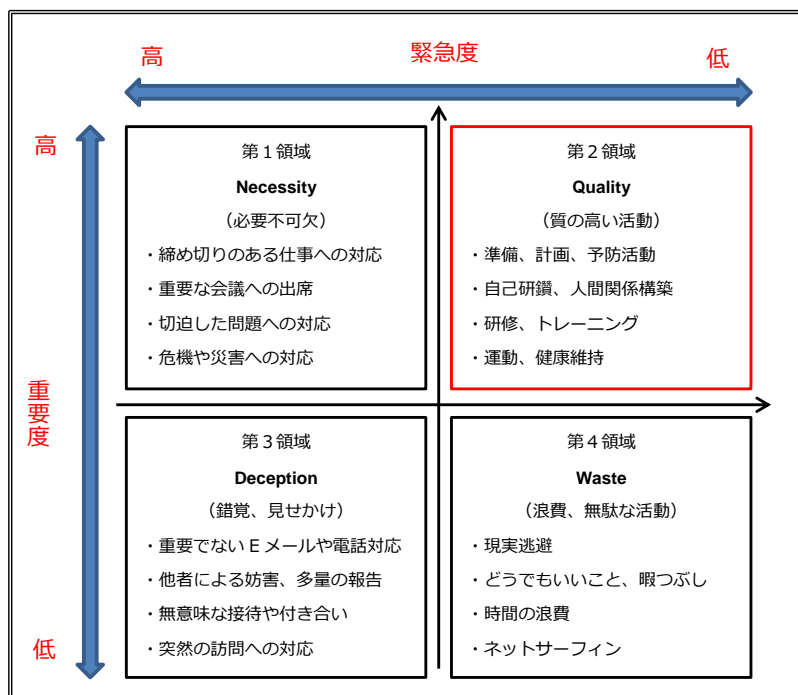 緊急度
高
低
高
重要度
低
第１領域
Necessity
（必要不可欠）
・締め切りのある仕事への対応
・重要な会議への出席
・切迫した問題への対応
・危機や災害への対応
第２領域
Quality
（質の高い活動）
・準備、計画、予防活動
・自己研鑽、人間関係構築
・研修、トレーニング
・運動、健康維持
第３領域
Deception
（錯覚、見せかけ）
・重要でないＥメールや電話対応
・他者による妨害、多量の報告
・無意味な接待や付き合い
・突然の訪問への対応
第４領域
Waste
（浪費、無駄な活動）
・現実逃避
・どうでもいいこと、暇つぶし
・時間の浪費
・ネットサーフィン